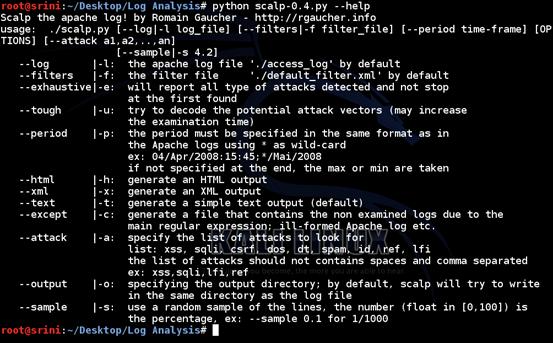 root@srini:~/Desktop/Log Analysis# python scalp-0.4.py --help
Scalp the apache log! by Romain Gaucher - http://rgaucher.info
usage:  ./scalp.py [--log|-l log_file] [--filters|-f filter_file] [--period time-frame] [OP
TIONS] [--attack a1,a2,..,an]
[--sample|-s 4.2]
--log       |-l:  the apache log file './access_log' by default
--filters   |-f:  the filter file     './default_filter.xml' by default
--exhaustive|-e:  will report all type of attacks detected and not stop
at the first found
--tough     |-u:  try to decode the potential attack vectors (may increase
the examination time)
--period    |-p:  the period must be specified in the same format as in
the Apache logs using * as wild-card
ex: 04/Apr/2008:15:45;*/Mai/2008
if not specified at the end, the max or min are taken
--html      |-h:  generate an HTML output
--xml       |-x:  generate an XML output
--text      |-t:  generate a simple text output (default)
--except    |-c:  generate a file that contains the non examined logs due to the
main regular expression; ill-formed Apache log etc.
--attack    |-a:  specify the list of attacks to look for
list: xss, sqli, csrf, dos, dt, spam, id, ref, lfi
the list of attacks should not contains spaces and comma separated
ex: xss,sqli,lfi,ref
--output    |-o:  specifying the output directory; by default, scalp will try to write
in the same directory as the log file
--sample    |-s:  use a random sample of the lines, the number (float in [0,100]) is
the percentage, ex: --sample 0.1 for 1/1000
root@srini:~/Desktop/Log Analysis#